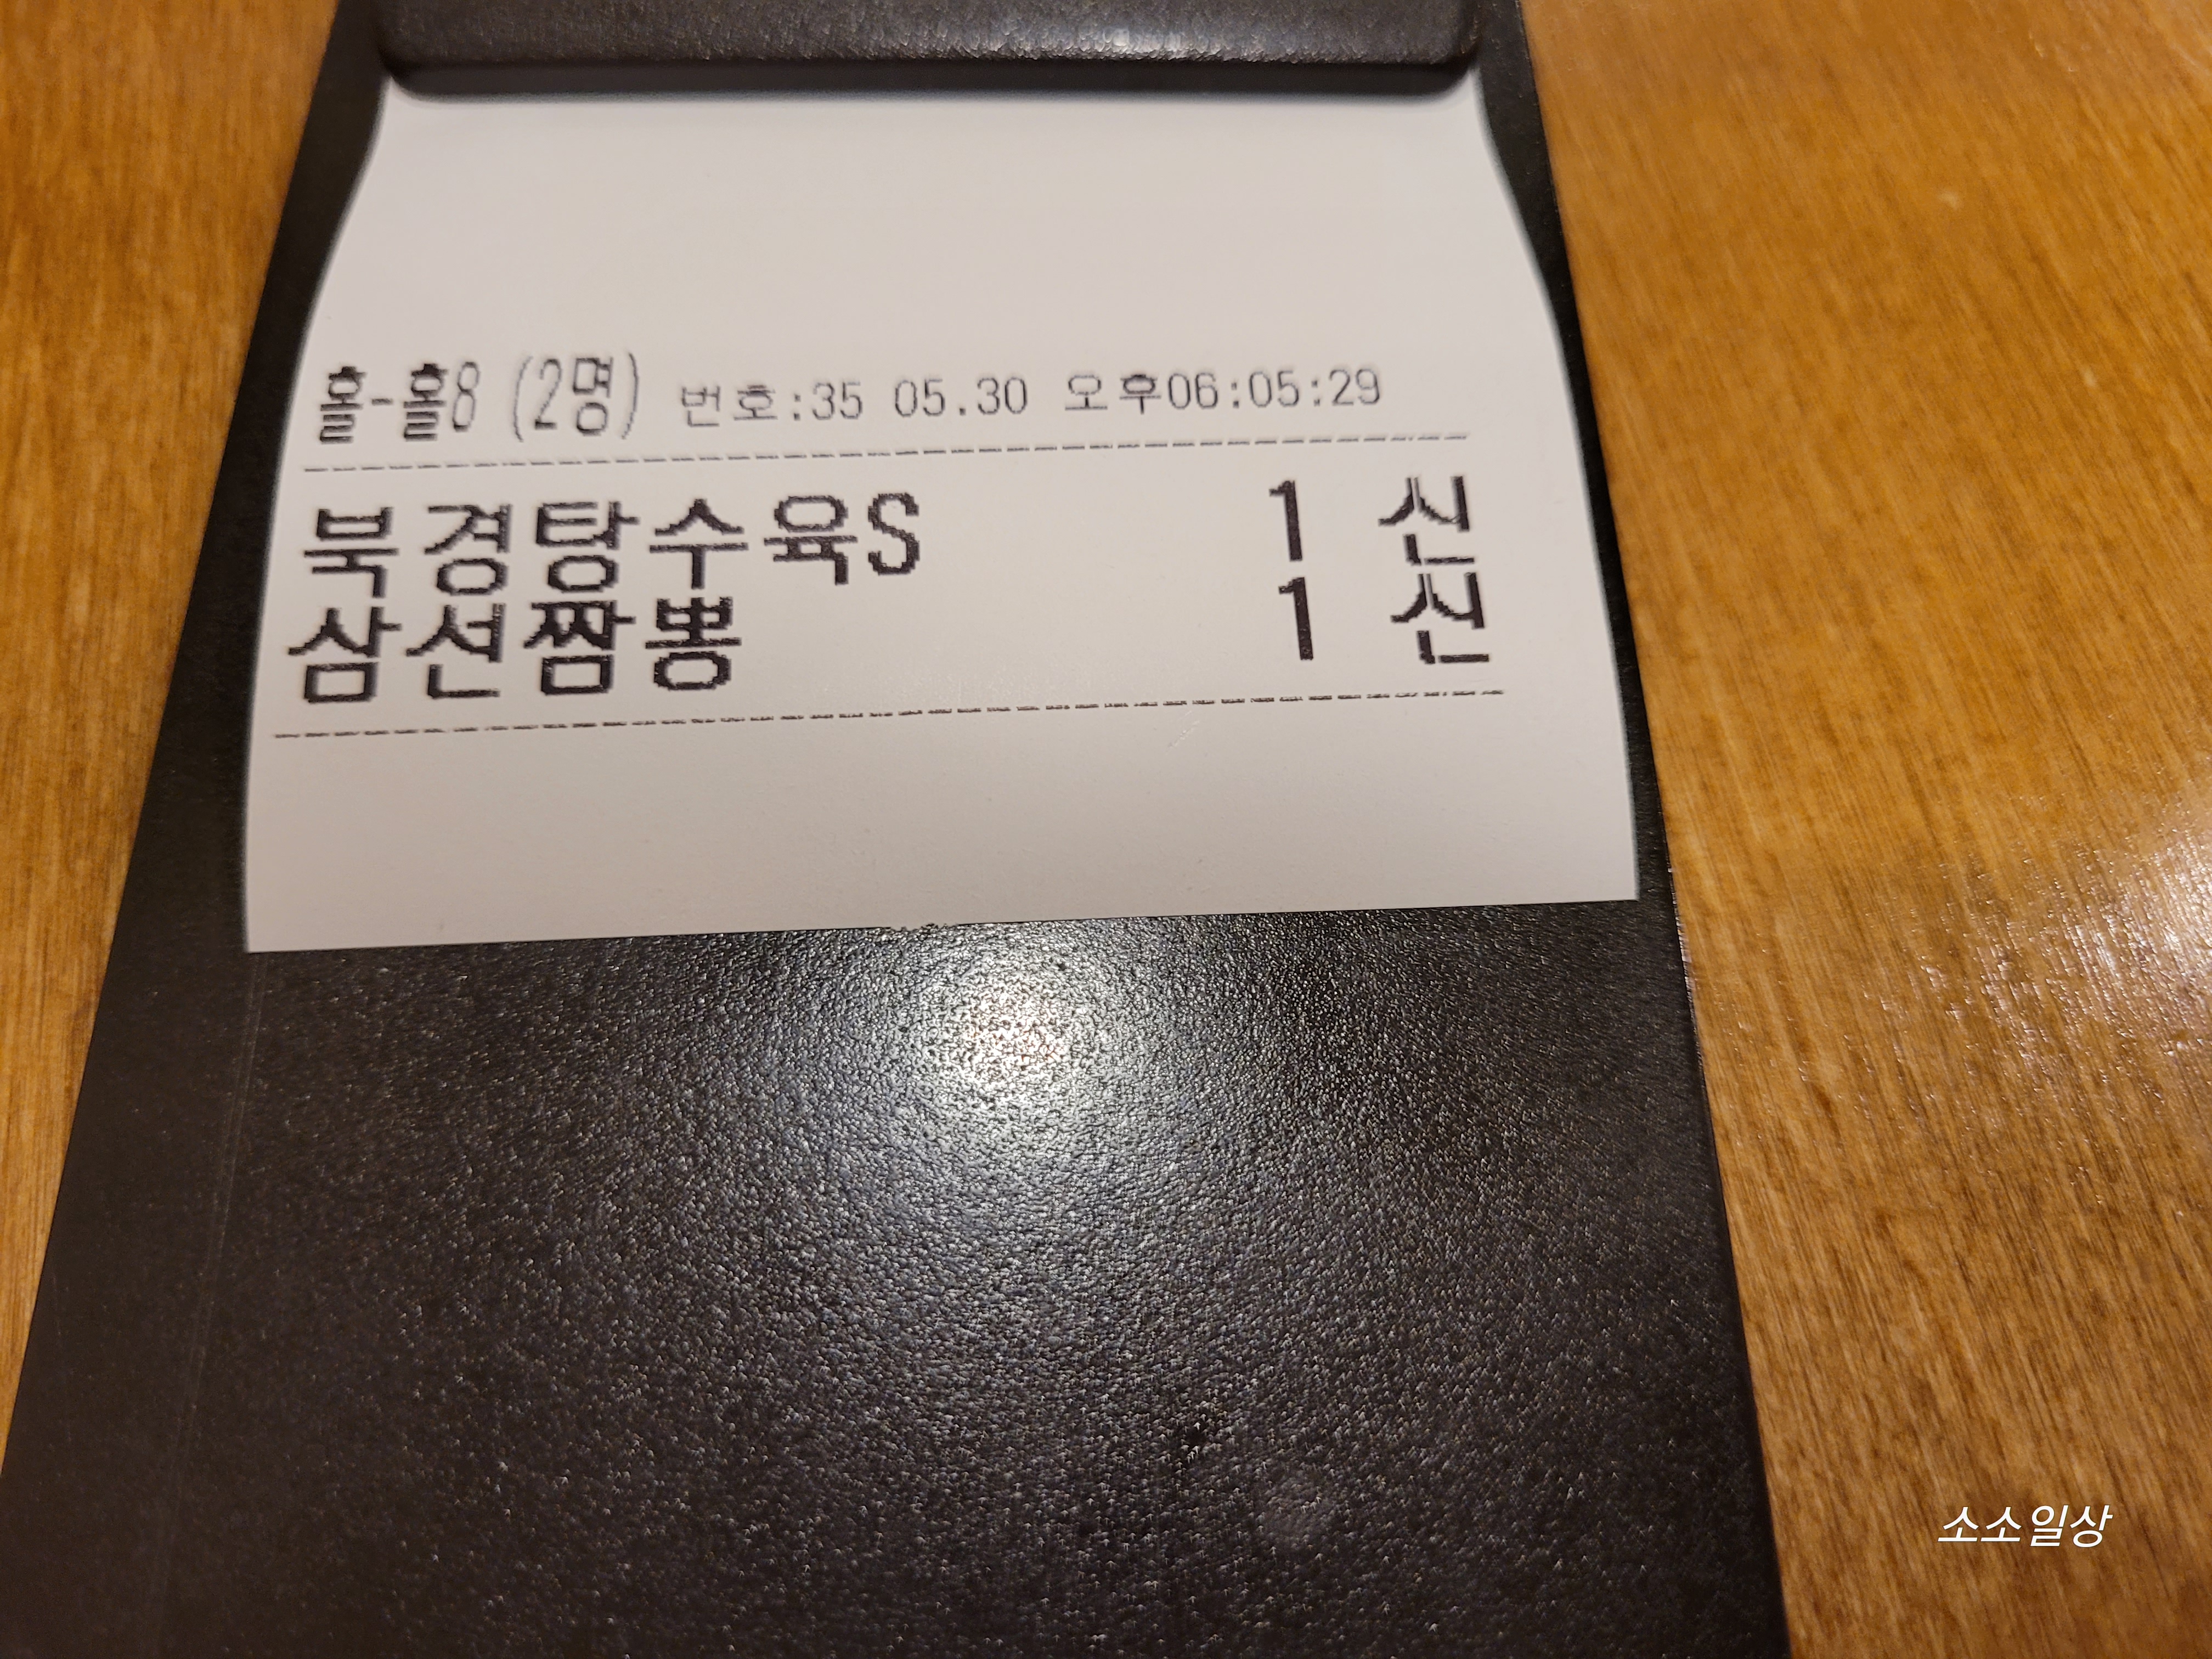 홀-홀8 (2명) 번호:35 05.30 오후06:05:29
북경탕수육S 1 신
삼선짬뽕 1 신
소소일상